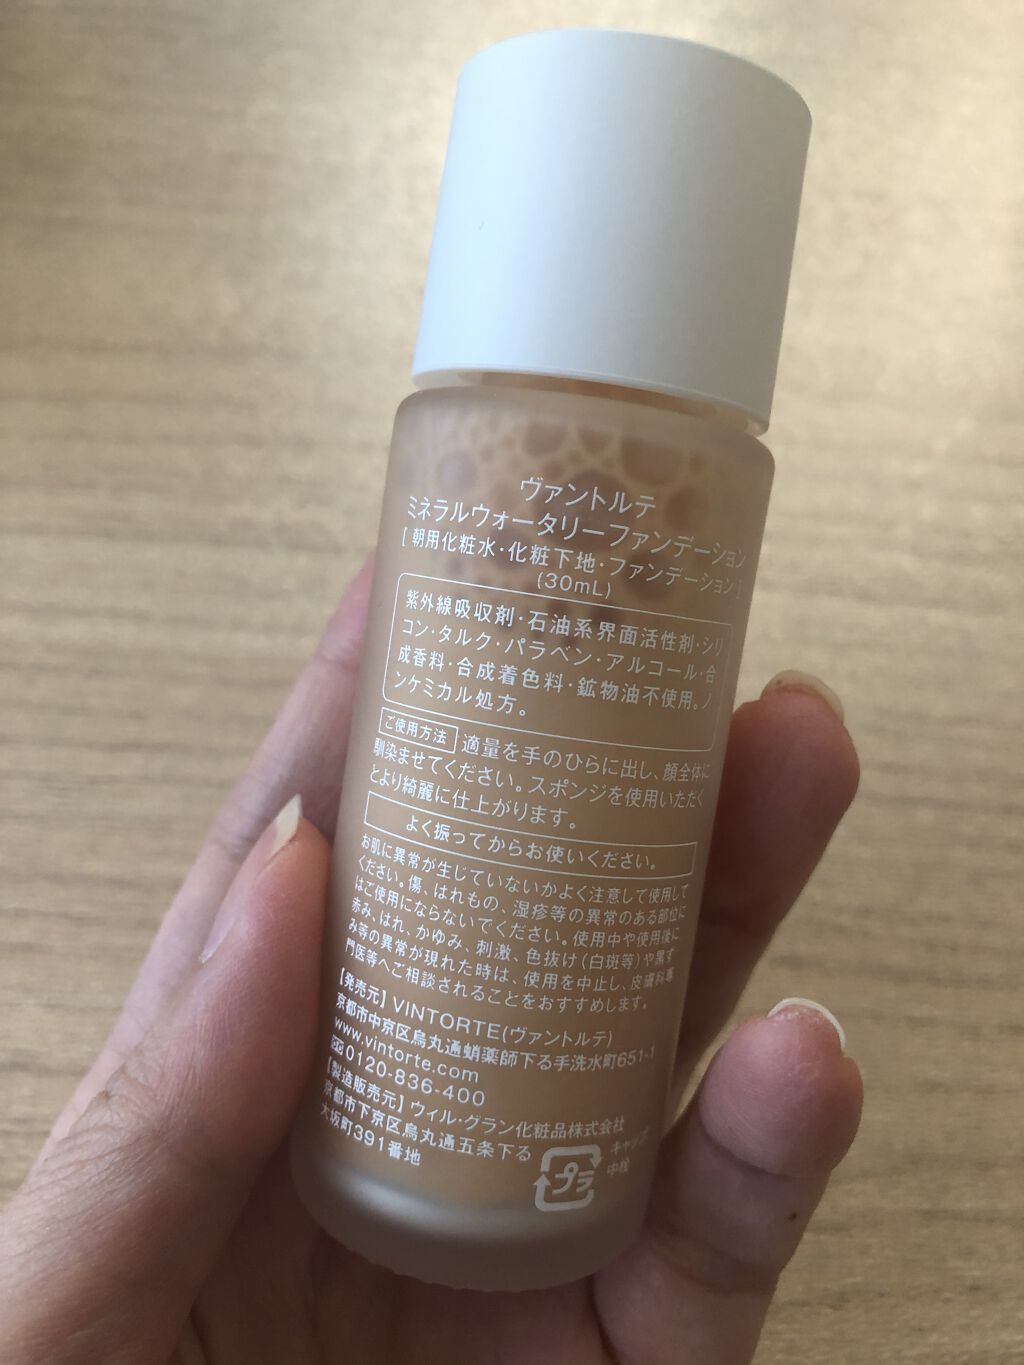 ヴァントルテ
ミネラルウォータリーファンデーション
[ 朝用化粧水・化粧下地・ファンデーション ]
(30mL)
紫外線吸収剤・石油系界面活性剤・シリ
コン・タルク・パラベン・アルコール・合
成香料・合成着色料・鉱物油不使用。ノ
ンケミカル処方。
ご使用方法 適量を手のひらに出し、顔全体に
馴染ませてください。スポンジを使用いただく
とより綺麗に仕上がります。
よく振ってからお使いください。
お肌に異常が生じていないかよく注意して使用して
ください。傷、はれもの、湿疹等の異常のある部位に
はご使用にならないでください。使用中や使用後に
赤み、はれ、かゆみ、刺激、色抜け(白斑等)や黒ず
み等の異常が現れた時は、使用を中止し、皮膚科専
門医等へご相談されることをおすすめします。
【発売元】VINTORTE(ヴァントルテ)
京都市中京区烏丸通蛸薬師下る手洗水町651-1
www.vintorte.com
0120-836-400
【製造販売元】ウィル・グラン化粧品株式会社
京都市下京区烏丸通五条下る
大坂町391番地
プラ
キャップ
中栓